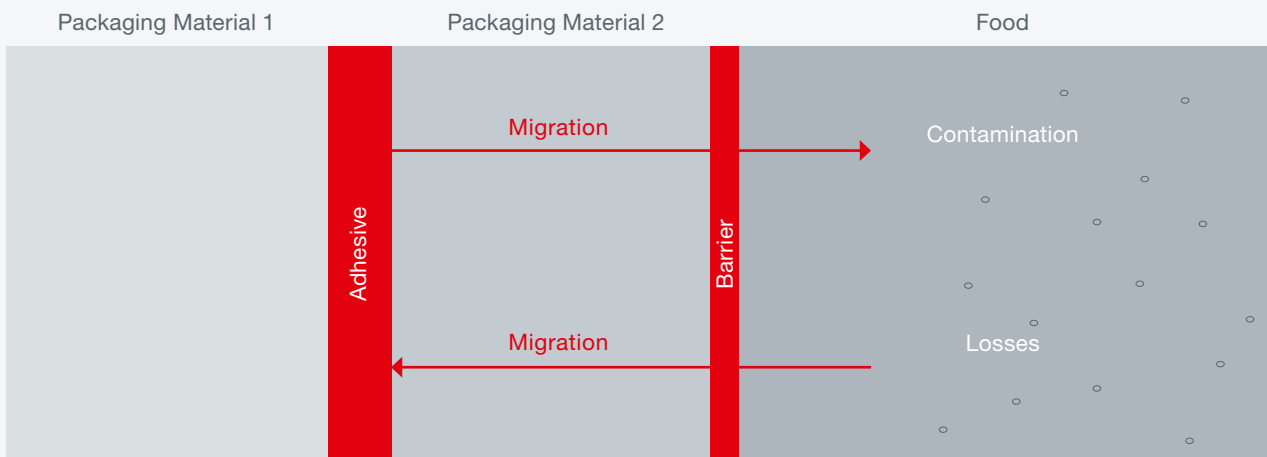 Packaging Material 1
Packaging Material 2
Food
Migration
Contamination
Adhesive
Barrier
Migration
Losses